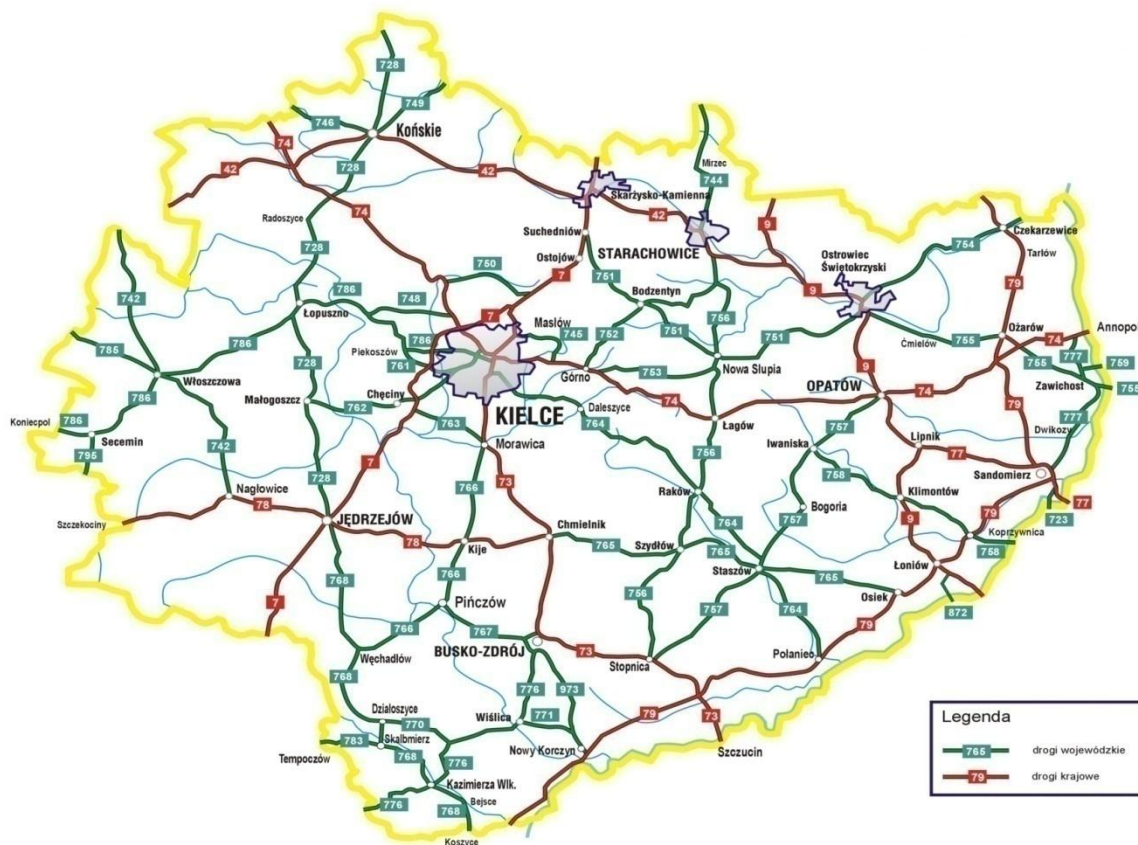 728
749
746
Końskie
74
42
728
42
Mirzec
744
Skarżysko-Kamienna
42
9
74
Radoszyce
Suchedniów
STARACHOWICE
Czekarzewice
754
Tarłów
728
Ostojów
750
751
7
Ostrowiec
Świętokrzyski
9
742
786
748
Bodzentyn
79
Łopuszno
7
756
Masłów
786
745
752
751
751
Ożarów
Annopo
74
785
786
Piekoszów
761
Ćmielów
755
755
777
759
728
Górno
753
Nowa Słupia
9
Włoszczowa
OPATÓW
74
Zawichost
755
786
Małogoszcz
762
Chęciny
KIELCE
Daleszyce
74
79
777
786
Koniecpol
763
764
Łagów
757
Dwikozy
Secemin
Morawica
Iwaniska
Lipnik
742
7
756
77
795
728
766
73
758
Sandomierz
Nagłowice
Raków
Klimontów
78
Bogoria
79
77
Szczekociny
JĘDRZEJÓW
764
757
723
Chmielnik
9
Koprzywnica
78
Kije
765
Szydłów
765
758
768
766
Staszów
765
Łoniów
7
756
757
764
Osiek
Pińczów
872
766
767
79
BUSKO-ZDRÓJ
73
Połaniec
Węchadłów
Stopnica
768
776
973
Działoszyce
Wiślica
771
79
73
770
783
Skalbmierz
Nowy Korczyn
Szczucin
Tempoczów
768
776
Kazimierza Wlk.
776
768
Bejsce
Koszyce
Legenda
765 drogi wojewódzkie
79 drogi krajowe